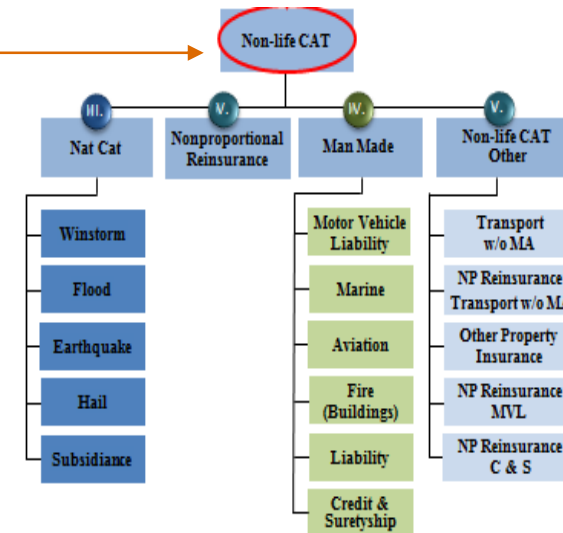 Non-life CAT
III.
Nat Cat
V.
Nonproportional
Reinsurance
IV.
Man Made
V.
Non-life CAT
Other
Winstorm
Flood
Earthquake
Hail
Subsidiance
Motor Vehicle
Liability
Marine
Aviation
Fire
(Buildings)
Liability
Credit &
Suretyship
Transport
w/o MA
NP Reinsurance
Transport w/o MA
Other Property
Insurance
NP Reinsurance
MVL
NP Reinsurance
C & S